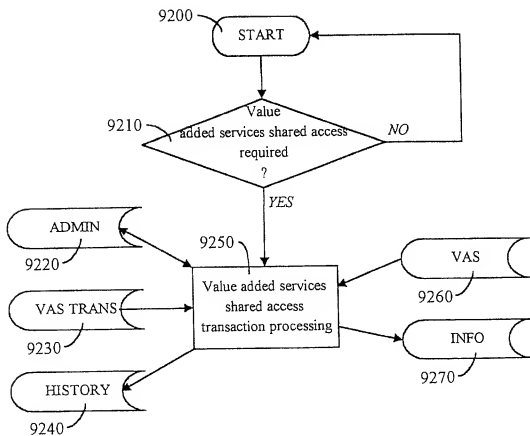 9200
START
9210
Value
added services shared access
required
?
NO
YES
ADMIN
9220
9250
VAS
9260
Value added services
shared access
transaction processing
VAS TRANS
9230
INFO
9270
HISTORY
9240